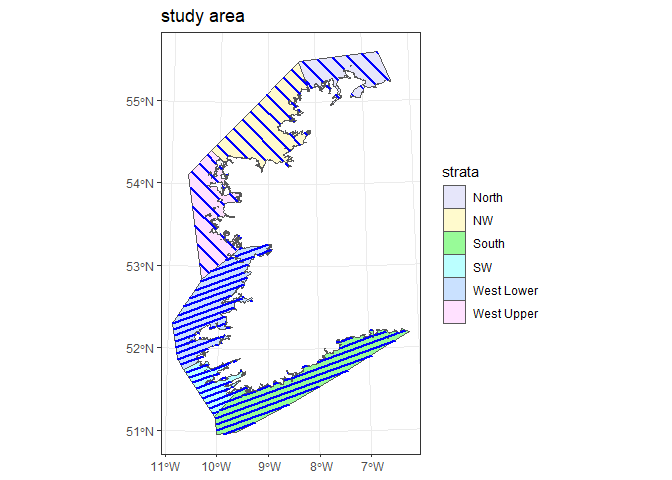 study area
55°N
54°N
53°N
52°N
51°N
11°W
10°W
9°W
8°W
7°W
strata
North
NW
South
SW
West Lower
West Upper